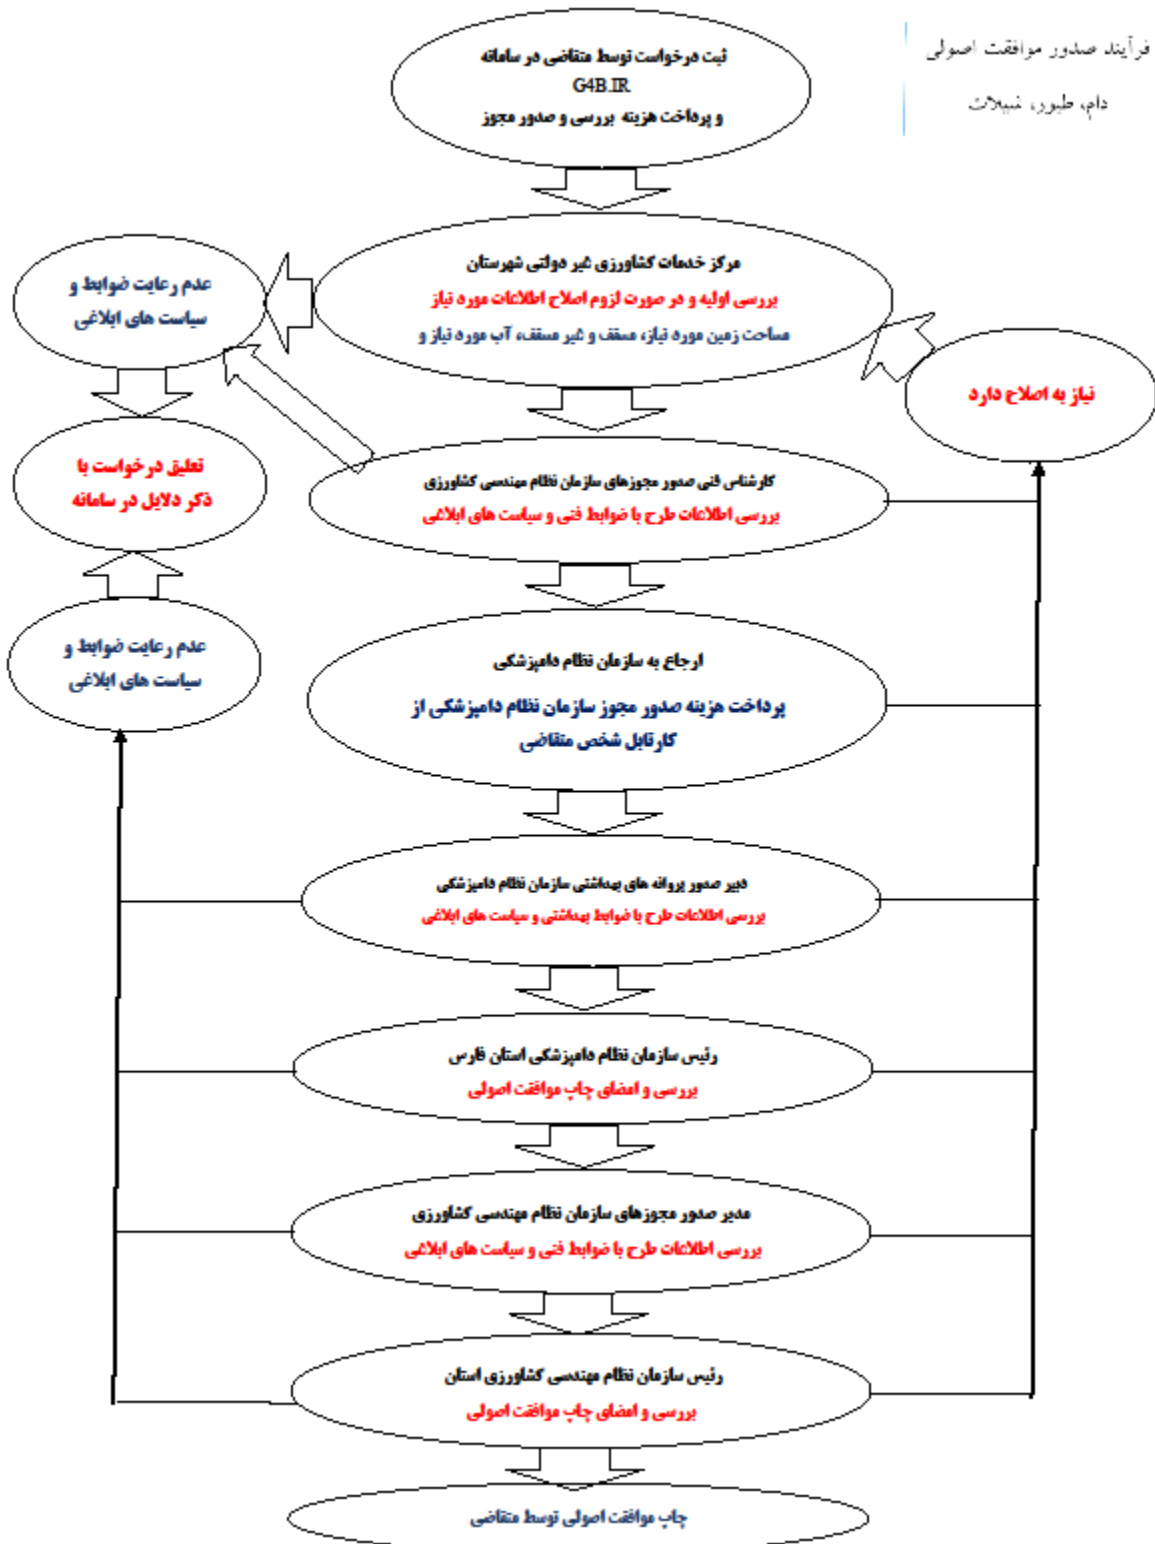 فرآیند صدور موافقت اصولی
دام، طیور، شیلات
ثبت درخواست توسط متقاضی در سامانه
G4B.IR
و پرداخت هزینه بررسی و صدور مجوز
مرکز خدمات کشاورزی غیر دولتی شهرستان
بررسی اولیه و در صورت لزوم اصلاح اطلاعات مورد نیاز
مساحت زمین مورد نیاز، مسقف و غیر مسقف، آب مورد نیاز و
عدم رعایت ضوابط و
سیاست های ابلاغی
نیاز به اصلاح دارد
تعلیق درخواست با
ذکر دلایل در سامانه
کارشناس فنی صدور مجوزهای سازمان نظام مهندسی کشاورزی
بررسی اطلاعات طرح با ضوابط فنی و سیاست های ابلاغی
عدم رعایت ضوابط و
سیاست های ابلاغی
ارجاع به سازمان نظام دامپزشکی
پرداخت هزینه صدور مجوز سازمان نظام دامپزشکی از
کارتابل شخص متقاضی
دبیر صدور پروانه های بهداشتی سازمان نظام دامپزشکی
بررسی اطلاعات طرح با ضوابط بهداشتی و سیاست های ابلاغی
رئیس سازمان نظام دامپزشکی استان فارس
بررسی و امضای چاپ موافقت اصولی
مدیر صدور مجوزهای سازمان نظام مهندسی کشاورزی
بررسی اطلاعات طرح با ضوابط فنی و سیاست های ابلاغی
رئیس سازمان نظام مهندسی کشاورزی استان
بررسی و امضای چاپ موافقت اصولی
چاپ موافقت اصولی توسط متقاضی